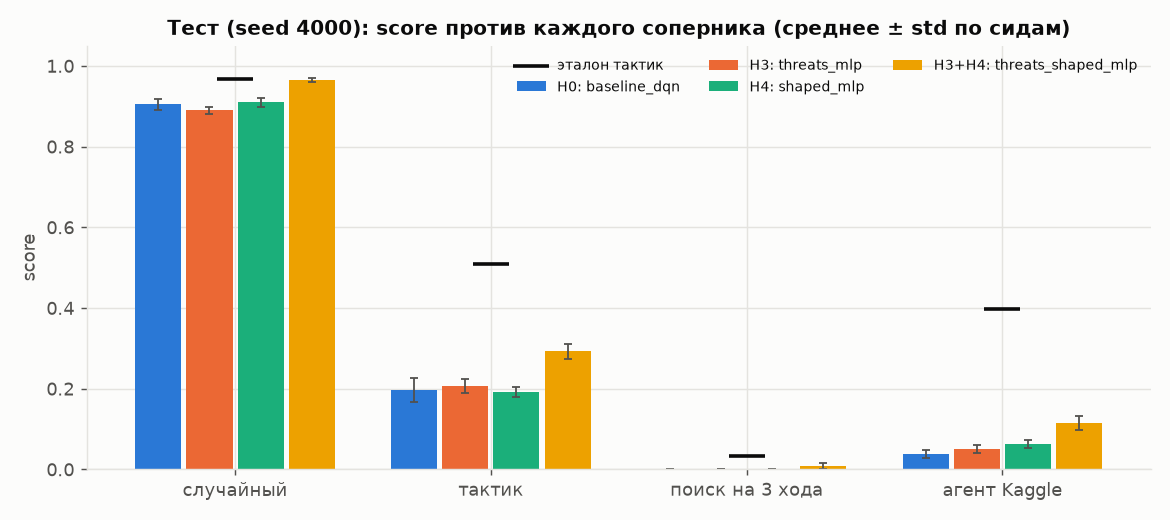 Тест (seed 4000): score против каждого соперника (среднее ± std по сидам)
эталон тактик
H0: baseline_dqn
H3: threats_mlp
H4: shaped_mlp
H3+H4: threats_shaped_mlp
score
1.0
0.8
0.6
0.4
0.2
0.0
случайный
тактик
поиск на 3 хода
агент Kaggle